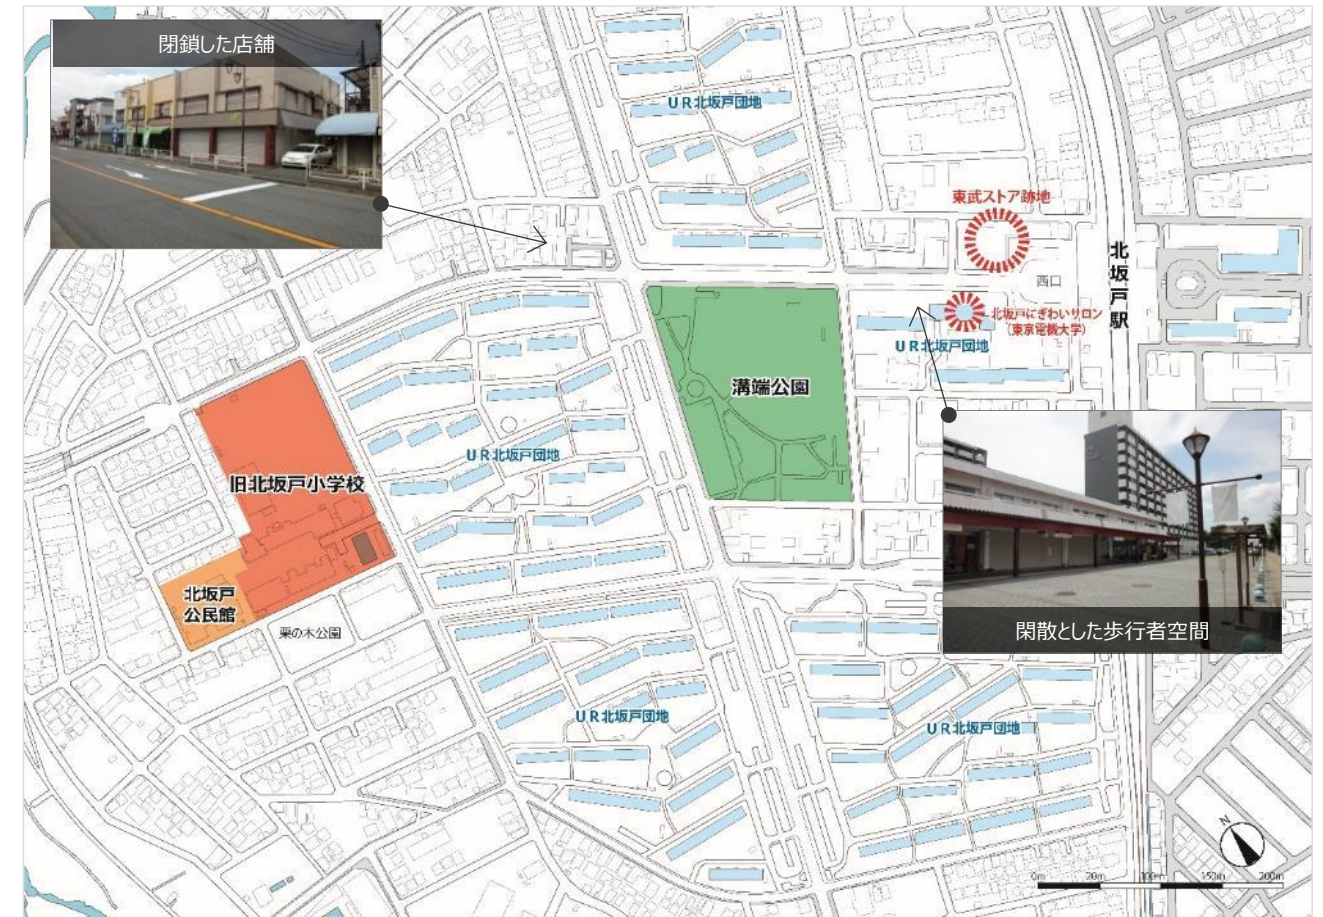 閉鎖した店舗
UR北坂戸団地
東武ストア跡地
北坂戸駅
西口
北坂戸にぎわいサロン
(東京電機大学)
UR北坂戸団地
溝端公園
UR北坂戸団地
旧北坂戸小学校
北坂戸
公民館
栗の木公園
閑散とした歩行者空間
UR北坂戸団地
UR北坂戸団地
N
0m 20m 100m 150m 200m